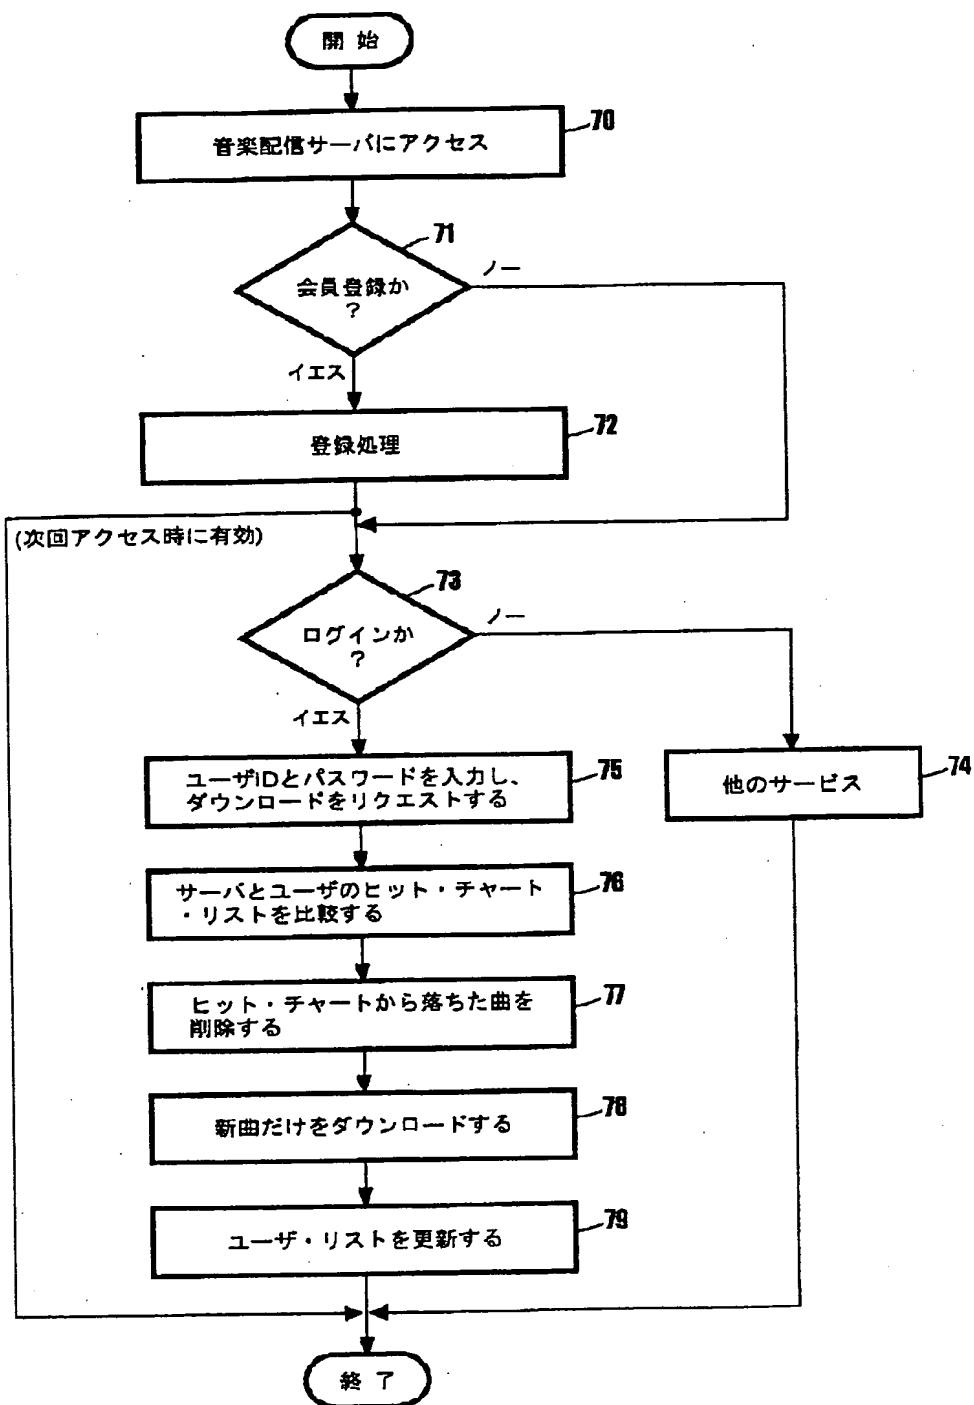 開 始
音楽配信サーバにアクセス
70
71
会員登録か
?
ノー
イエス
登録処理
72
(次回アクセス時に有効)
73
ログインか
?
ノー
イエス
ユーザIDとパスワードを入力し、
ダウンロードをリクエストする
75
他のサービス
74
サーバとユーザのヒット・チャート
・リストを比較する
76
ヒット・チャートから落ちた曲を
削除する
77
新曲だけをダウンロードする
78
ユーザ・リストを更新する
79
終 了